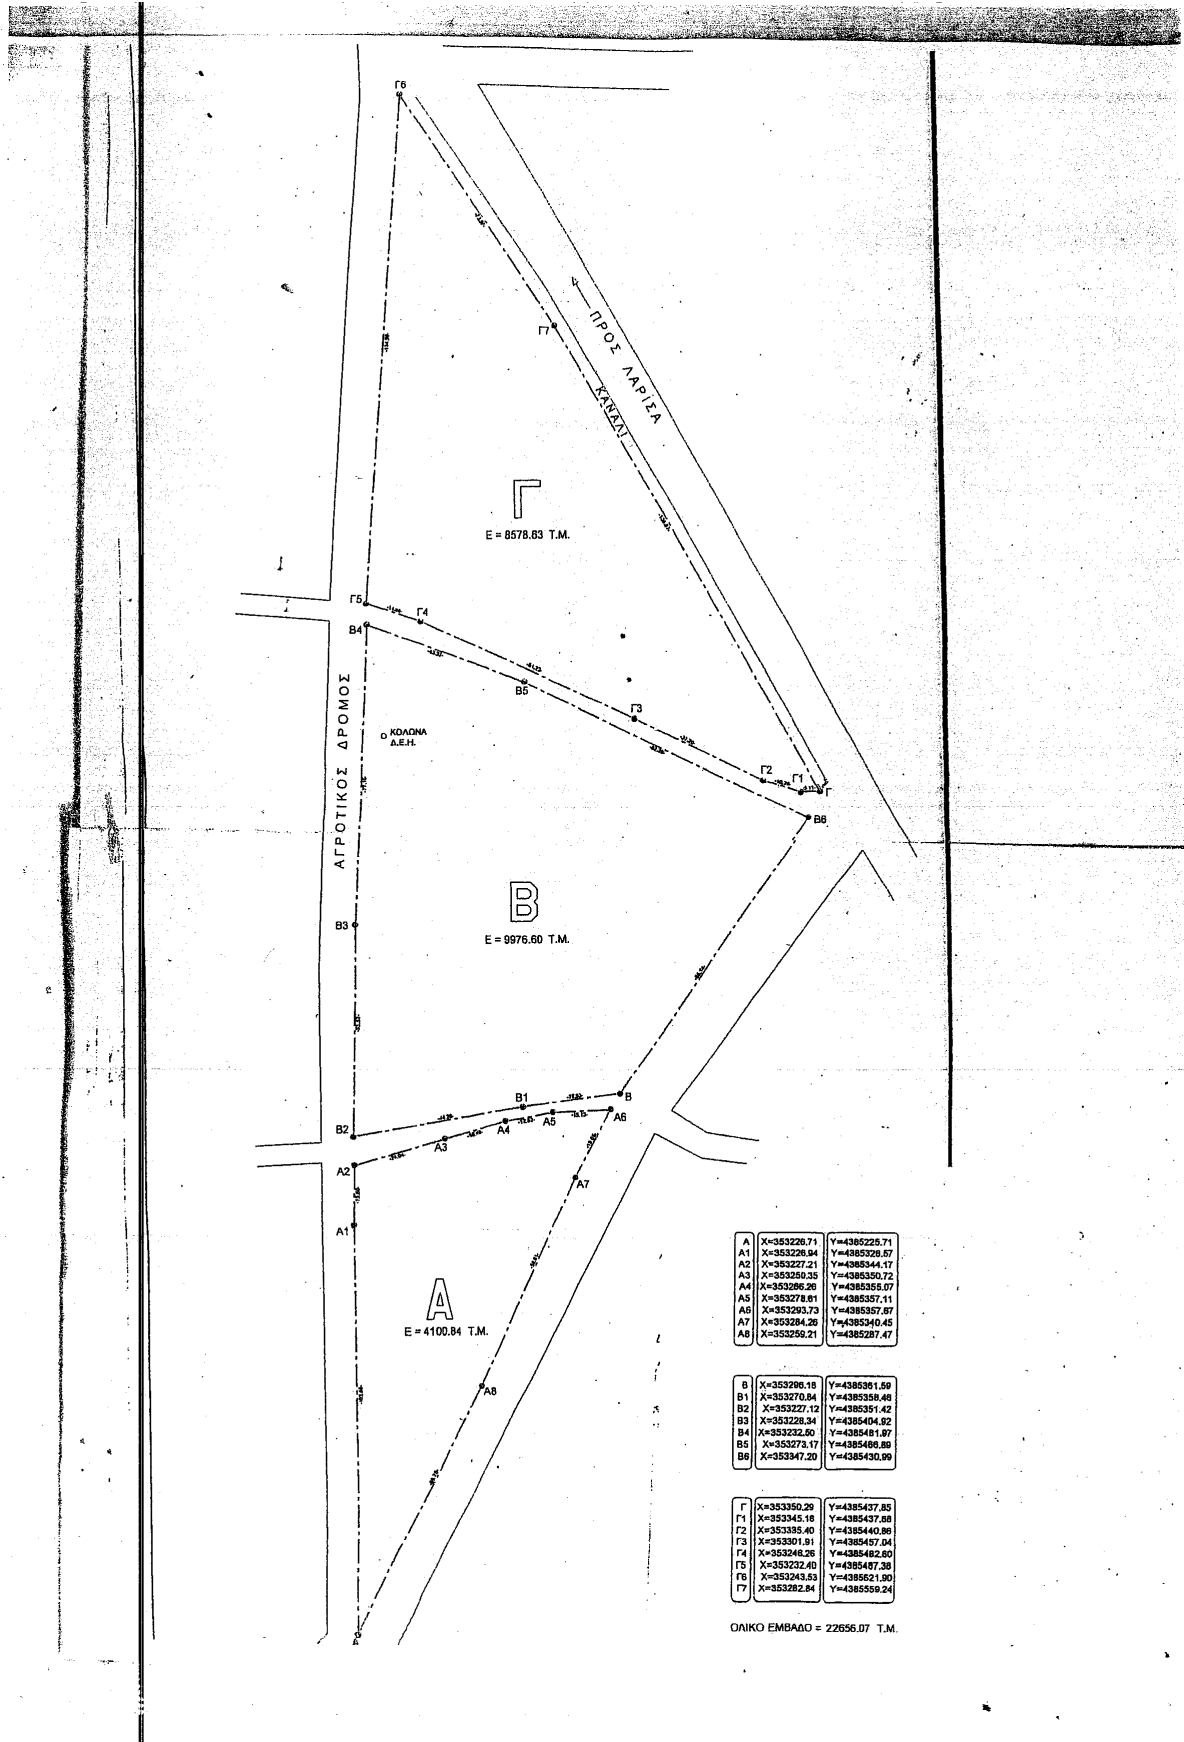 Γ6
Γ7
ΠΡΟΣ ΛΑΡΙΣΑ
ΚΑΝΑΛΙ
Γ
Ε = 8578.63 Τ.Μ.
Γ5
Γ4
Β4
Β5
Γ3
ΚΟΛΩΝΑ
Δ.Ε.Η.
ΑΓΡΟΤΙΚΟΣ ΔΡΟΜΟΣ
Γ2
Γ1
Γ
Β6
Β
Ε = 9976.60 Τ.Μ.
Β3
Β
Β1
Α6
Α5
Α4
Β2
Α3
Α2
Α7
Α1
Α
Ε = 4100.84 Τ.Μ.
Α8
Α X=353226.71 Y=4385225.71
Α1 X=353226.94 Y=4385328.57
Α2 X=353227.21 Y=4385344.17
Α3 X=353250.35 Y=4385350.72
Α4 X=353266.26 Y=4385355.07
Α5 X=353278.61 Y=4385357.11
Α6 X=353293.73 Y=4385357.87
Α7 X=353284.26 Y=4385340.45
Α8 X=353259.21 Y=4385287.47
Β X=353296.18 Y=4385361.59
Β1 X=353270.84 Y=4385358.46
Β2 X=353227.12 Y=4385351.42
Β3 X=353228.34 Y=4385404.92
Β4 X=353232.50 Y=4385481.97
Β5 X=353273.17 Y=4385466.89
Β6 X=353347.20 Y=4385430.99
Γ X=353350.29 Y=4385437.85
Γ1 X=353345.18 Y=4385437.68
Γ2 X=353335.40 Y=4385440.86
Γ3 X=353301.91 Y=4385457.04
Γ4 X=353246.26 Y=4385482.60
Γ5 X=353232.40 Y=4385487.38
Γ6 X=353243.53 Y=4385621.90
Γ7 X=353282.84 Y=4385559.24
ΟΛΙΚΟ ΕΜΒΑΔΟ = 22656.07 Τ.Μ.